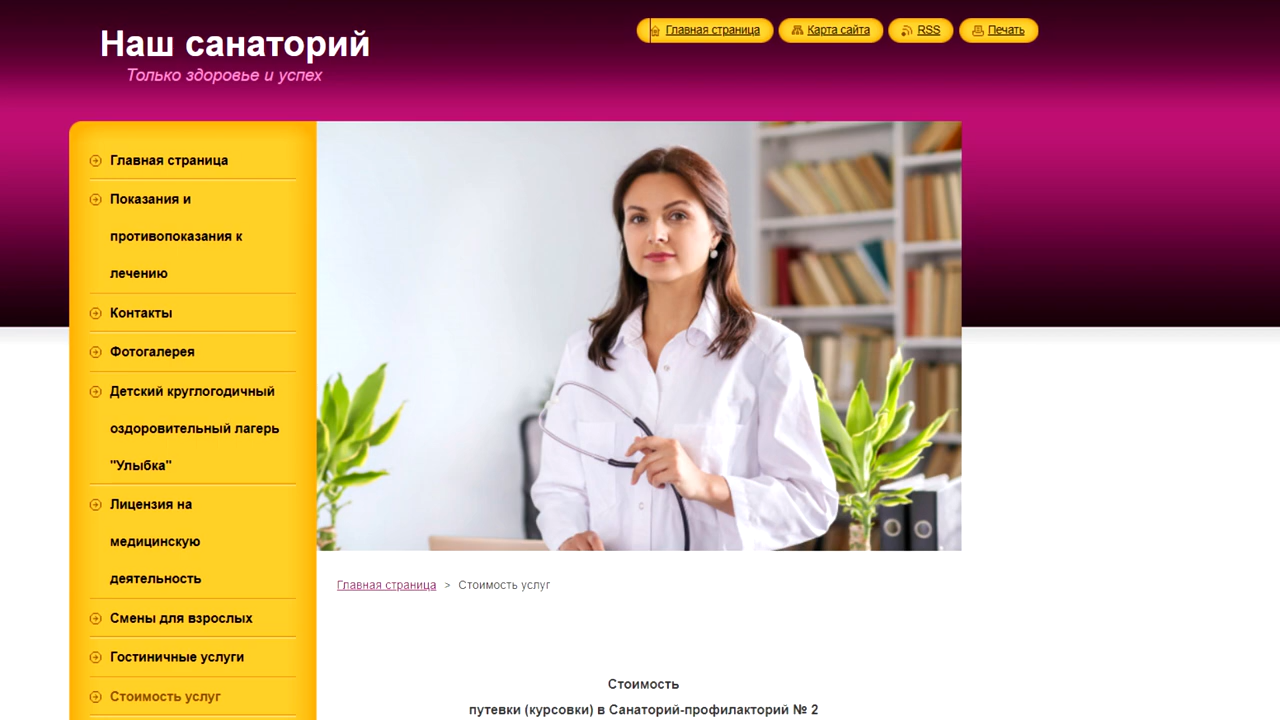 Наш санаторий
Только здоровье и успех
Главная страница
Карта сайта
RSS
Печать
Главная страница
Показания и
противопоказания к
лечению
Контакты
Фотогалерея
Детский круглогодичный
оздоровительный лагерь
"Улыбка"
Лицензия на
медицинскую
деятельность
Смены для взрослых
Гостиничные услуги
Стоимость услуг
Главная страница > Стоимость услуг
Стоимость
путевки (курсовки) в Санаторий-профилакторий № 2